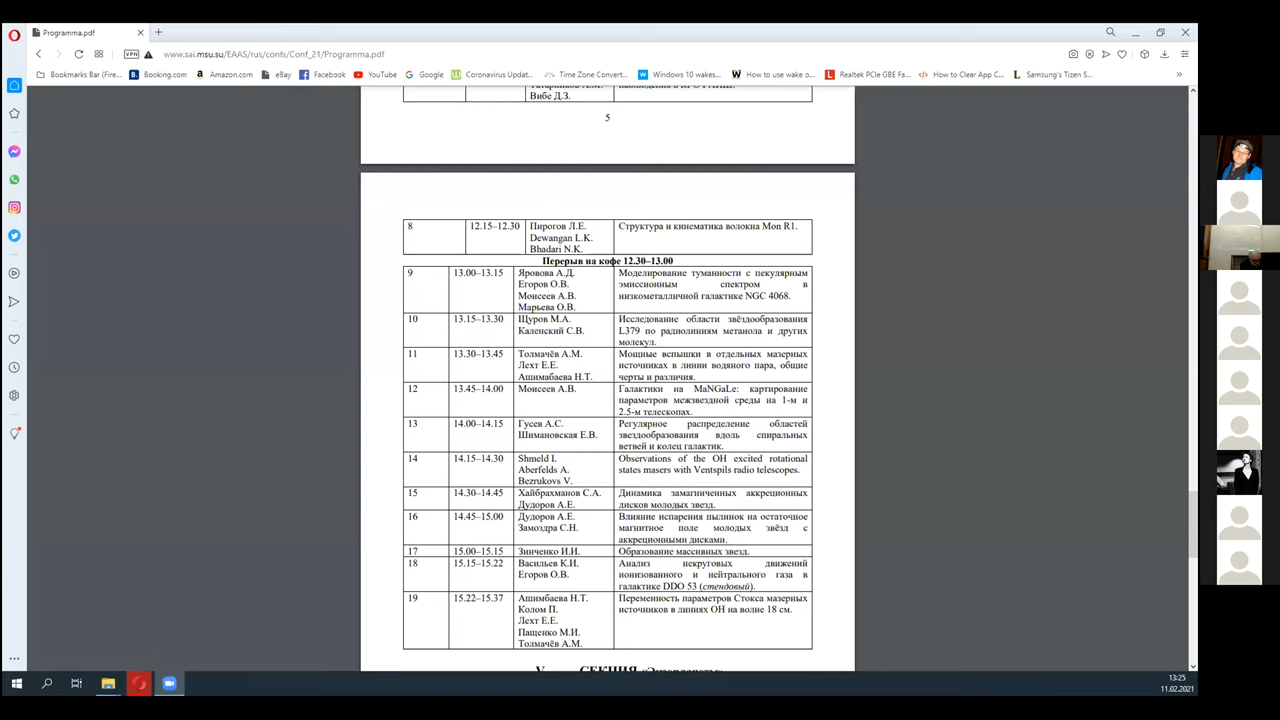 Programma.pdf
VPN
www.sai.msu.su/EAAS/rus/confs/Conf_21/Programma.pdf
Bookmarks Bar (Fire...
Booking.com
Amazon.com
eBay
Facebook
YouTube
Google
Coronavirus Updat...
Time Zone Convert...
Windows 10 wakes...
How to use wake o...
Realtek PCIe GBE Fa...
How to Clear App C...
Samsung's Tizen S...
Вибе Д.З.
5
8 12.15–12.30 Пирогов Л.Е. Структура и кинематика волокна Mon R1.
Dewangan L.K.
Bhadari N.K.
Перерыв на кофе 12.30–13.00
9 13.00–13.15 Яровова А.Д. Моделирование туманности с пекулярным
Егоров О.В. эмиссионным спектром в
Моисеев А.В. низкометалличной галактике NGC 4068.
Марьева О.В.
10 13.15–13.30 Щуров М.А. Исследование области звёздообразования
Каленский С.В. L379 по радиолиниям метанола и других
молекул.
11 13.30–13.45 Толмачёв А.М. Мощные вспышки в отдельных мазерных
Лехт Е.Е. источниках в линии водяного пара, общие
Ашимабаева Н.Т. черты и различия.
12 13.45–14.00 Моисеев А.В. Галактики на MaNGaLe: картирование
параметров межзвездной среды на 1-м и
2.5-м телескопах.
13 14.00–14.15 Гусев А.С. Регулярное распределение областей
Шимановская Е.В. звездообразования вдоль спиральных
ветвей и колец галактик.
14 14.15–14.30 Shmeld I. Observations of the OH excited rotational
Aberfelds A. states masers with Ventspils radio telescopes.
Bezrukovs V.
15 14.30–14.45 Хайбрахманов С.А. Динамика замагниченных аккреционных
Дудоров А.Е. дисков молодых звезд.
16 14.45–15.00 Дудоров А.Е. Влияние испарения пылинок на остаточное
Замоздра С.Н. магнитное поле молодых звёзд с
аккреционными дисками.
17 15.00–15.15 Зинченко И.И. Образование массивных звезд.
18 15.15–15.22 Васильев К.И. Анализ некруговых движений
Егоров О.В. ионизованного и нейтрального газа в
галактике DDO 53 (стендовый).
19 15.22–15.37 Ашимбаева Н.Т. Переменность параметров Стокса мазерных
Колом П. источников в линиях OH на волне 18 см.
Лехт Е.Е.
Пащенко М.И.
Толмачёв А.М.
13:25
11.02.2021